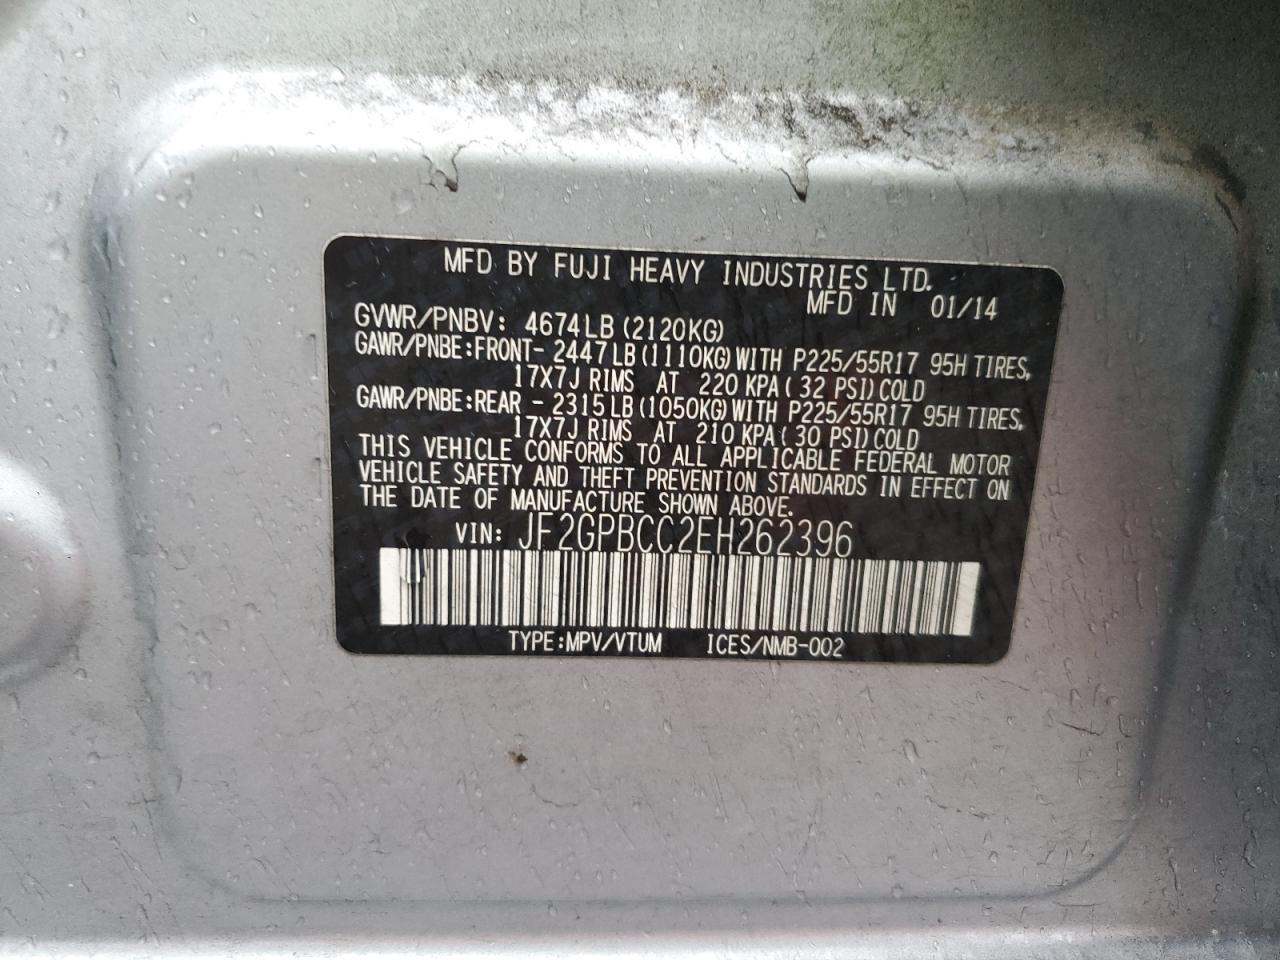 MFD BY FUJI HEAVY INDUSTRIES LTD.
MFD IN 01/14
GVWR/PNBV: 4674LB(2120KG)
GAWR/PNBE:FRONT- 2447LB(1110KG)WITH P225/55R17 95H TIRES,
17X7J RIMS AT 220 KPA(32 PSI)COLD
GAWR/PNBE:REAR - 2315LB(1050KG)WITH P225/55R17 95H TIRES,
17X7J RIMS AT 210 KPA(30 PSI)COLD
THIS VEHICLE CONFORMS TO ALL APPLICABLE FEDERAL MOTOR
VEHICLE SAFETY AND THEFT PREVENTION STANDARDS IN EFFECT ON
THE DATE OF MANUFACTURE SHOWN ABOVE.
VIN: JF2GPBCC2EH262396
TYPE:MPV/VTUM ICES/NMB-002